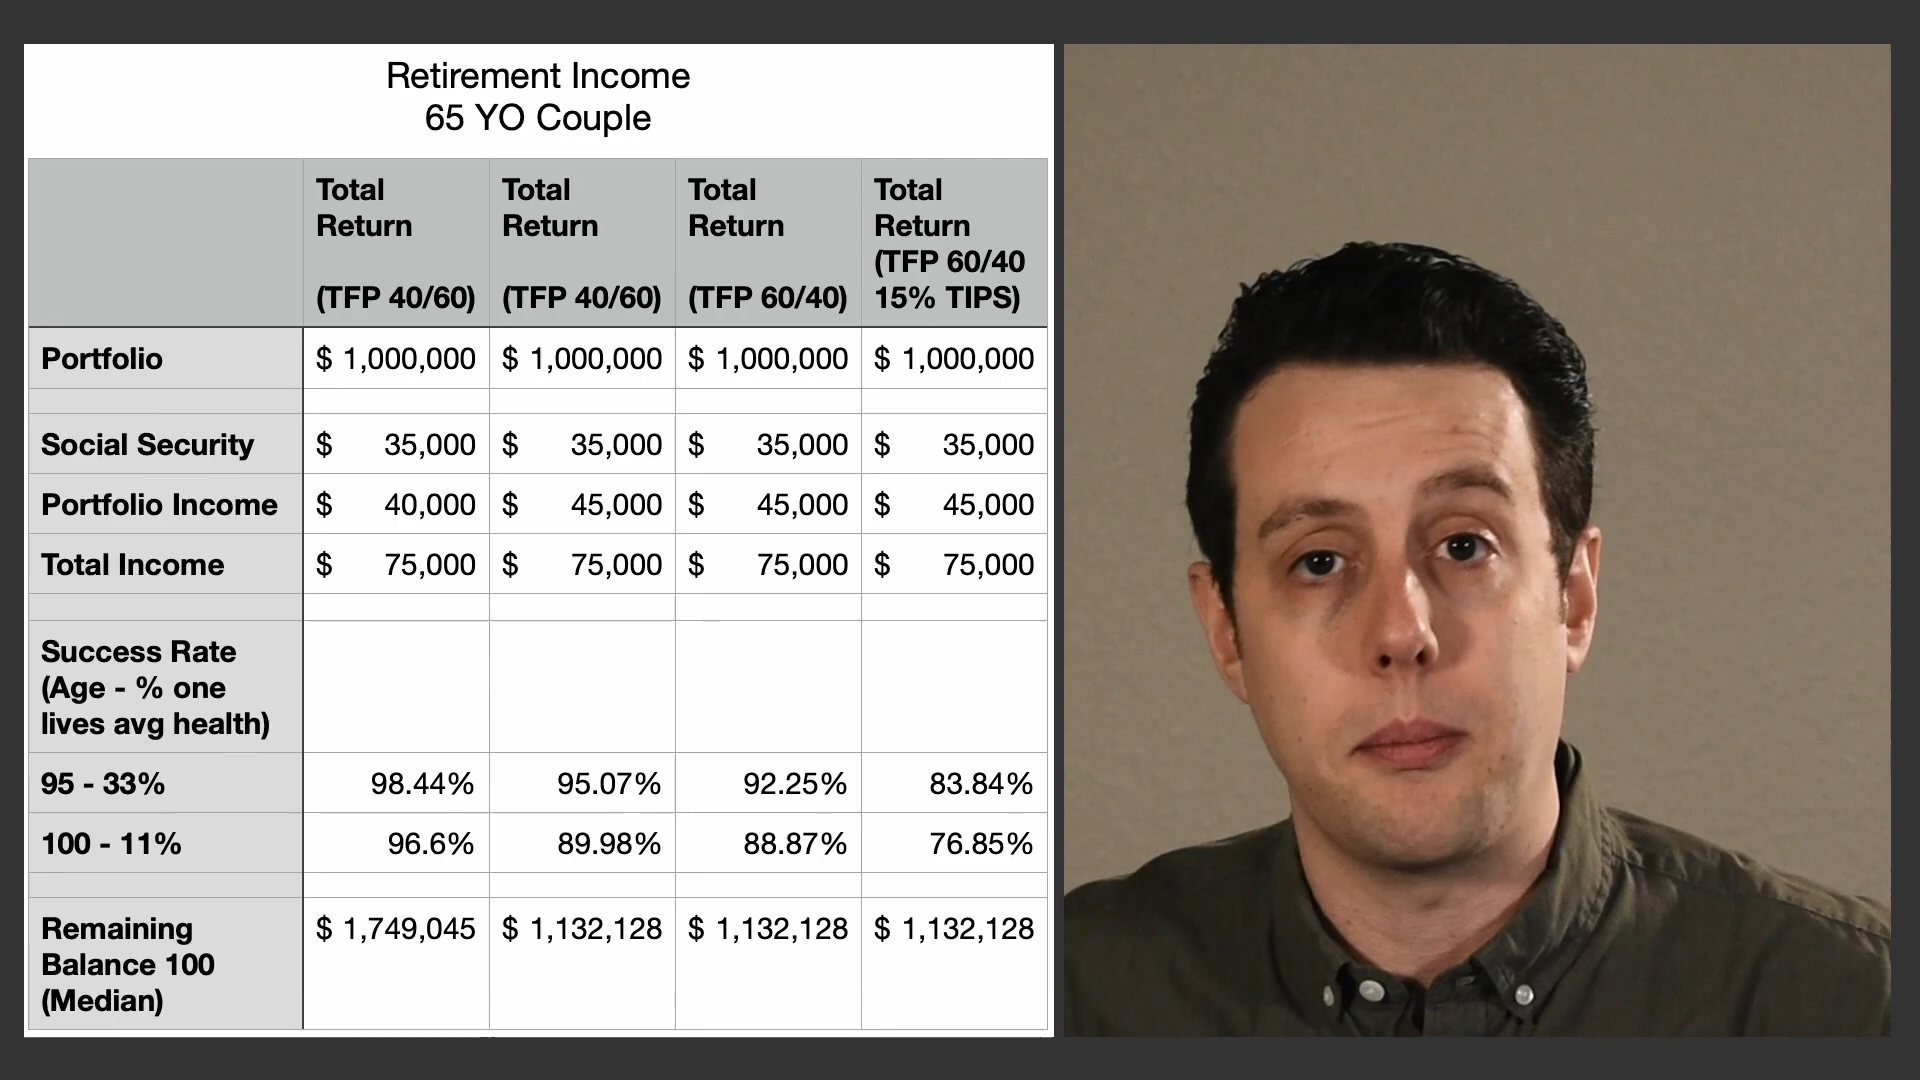 Retirement Income
65 YO Couple
Total Return (TFP 40/60) Total Return (TFP 40/60) Total Return (TFP 60/40) Total Return (TFP 60/40 15% TIPS)
Portfolio $ 1,000,000 $ 1,000,000 $ 1,000,000 $ 1,000,000
Social Security $ 35,000 $ 35,000 $ 35,000 $ 35,000
Portfolio Income $ 40,000 $ 45,000 $ 45,000 $ 45,000
Total Income $ 75,000 $ 75,000 $ 75,000 $ 75,000
Success Rate
(Age - % one
lives avg health)
95 - 33% 98.44% 95.07% 92.25% 83.84%
100 - 11% 96.6% 89.98% 88.87% 76.85%
Remaining $ 1,749,045 $ 1,132,128 $ 1,132,128 $ 1,132,128
Balance 100
(Median)